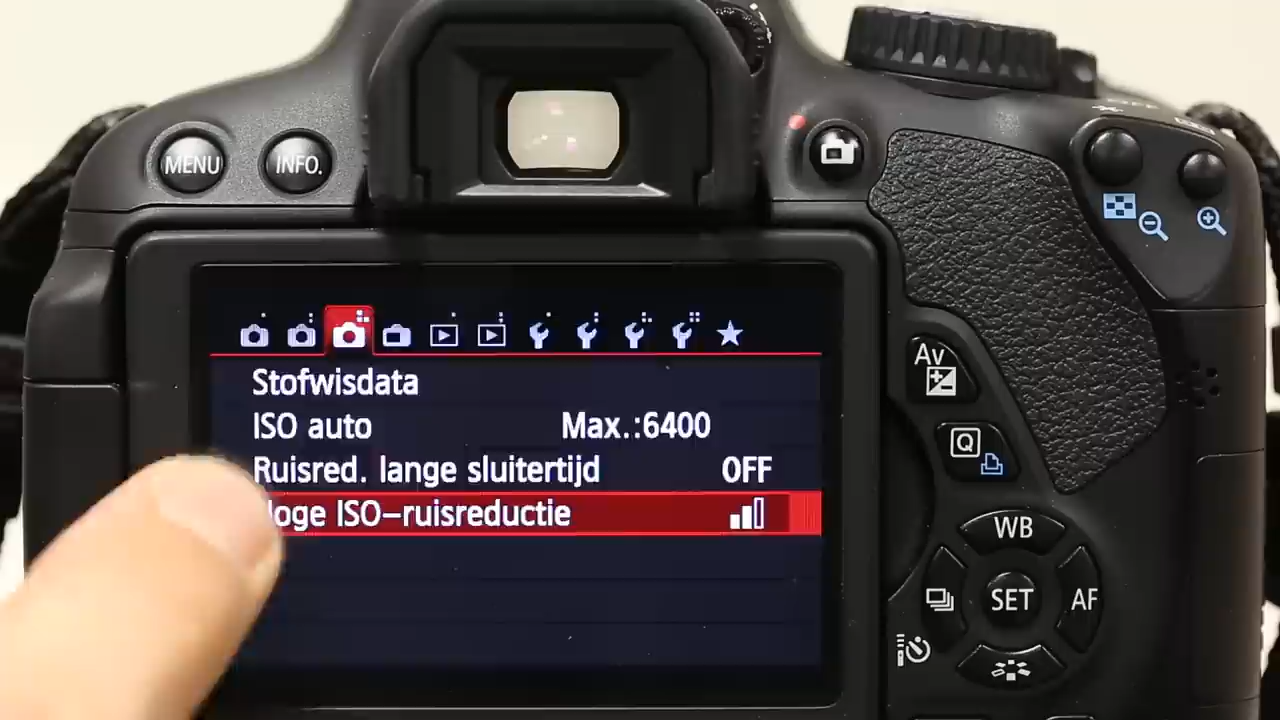 MENU
INFO.
Stofwisdata
ISO auto Max.:6400
Ruisred. lange sluitertijd OFF
oge ISO-ruisreductie
Av
Q
WB
SET
AF